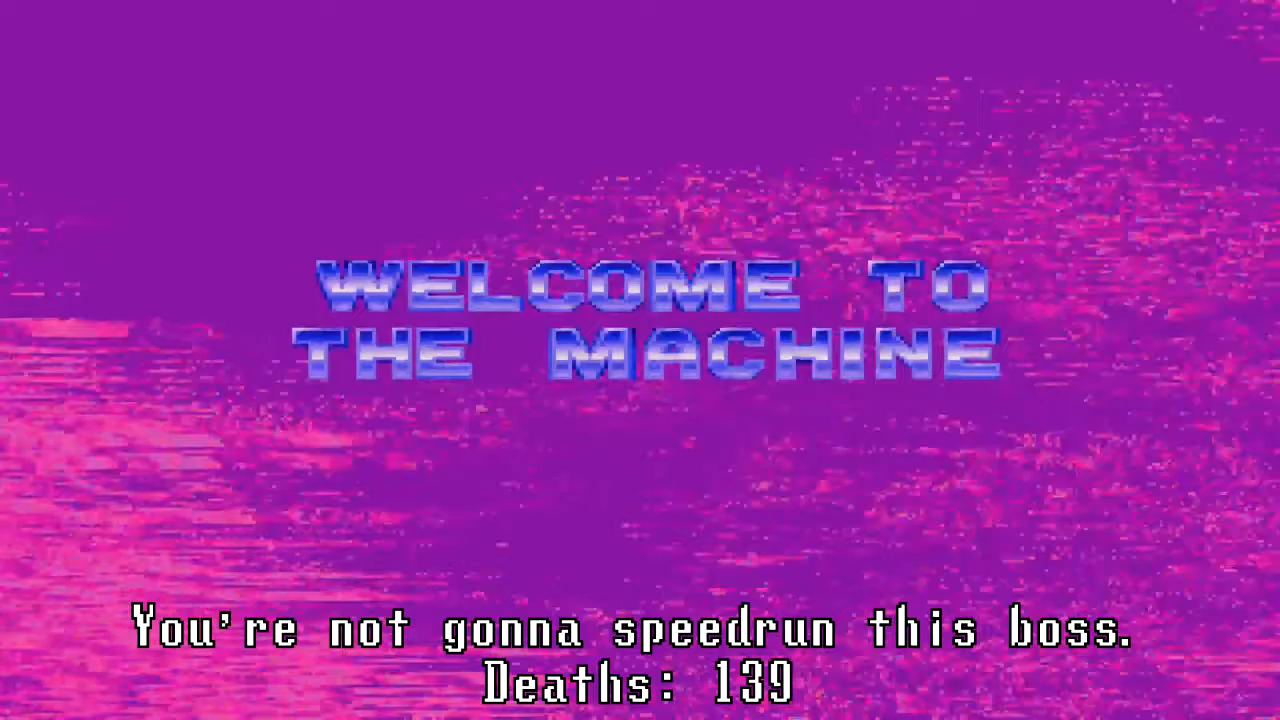 WELCOME TO
THE MACHINE
You're not gonna speedrun this boss.
Deaths: 139